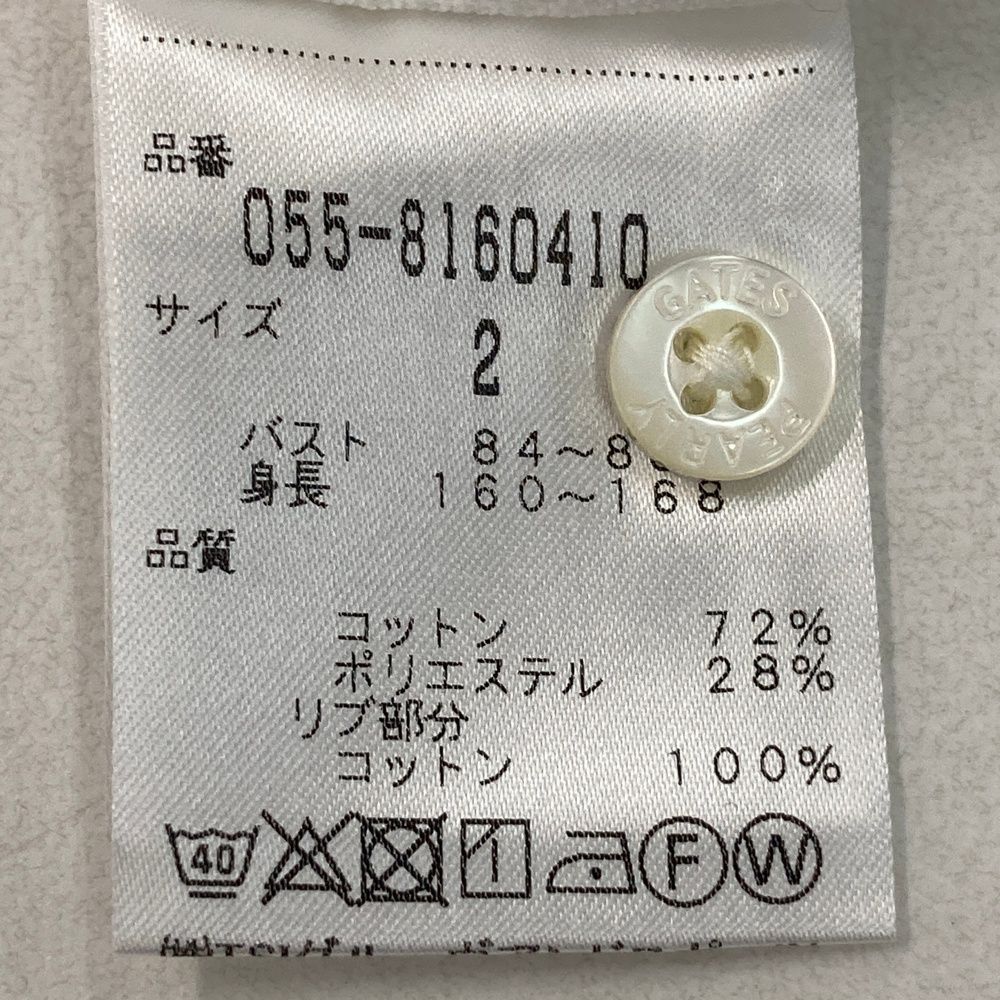 品番
055-8160410
サイズ
2
GATES
PEARLY
バスト 84～8
身長 160～168
品質
コットン 72%
ポリエステル 28%
リブ部分
コットン 100%
40
F W